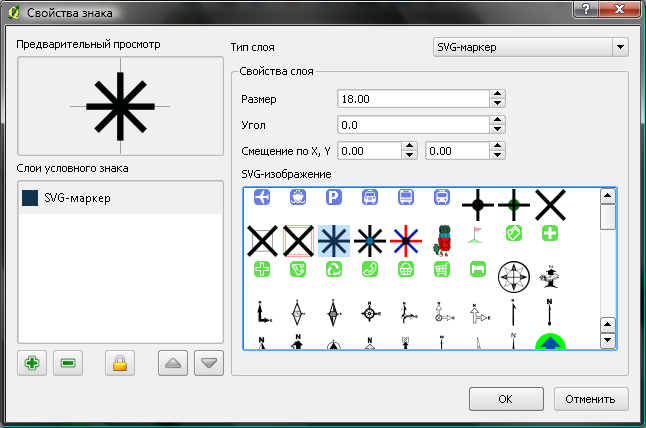 Свойства знака
Предварительный просмотр
Слои условного знака
SVG-маркер
Тип слоя
SVG-маркер
Свойства слоя
Размер
18.00
Угол
0.0
Смещение по X, Y
0.00
0.00
SVG-изображение
OK
Отменить